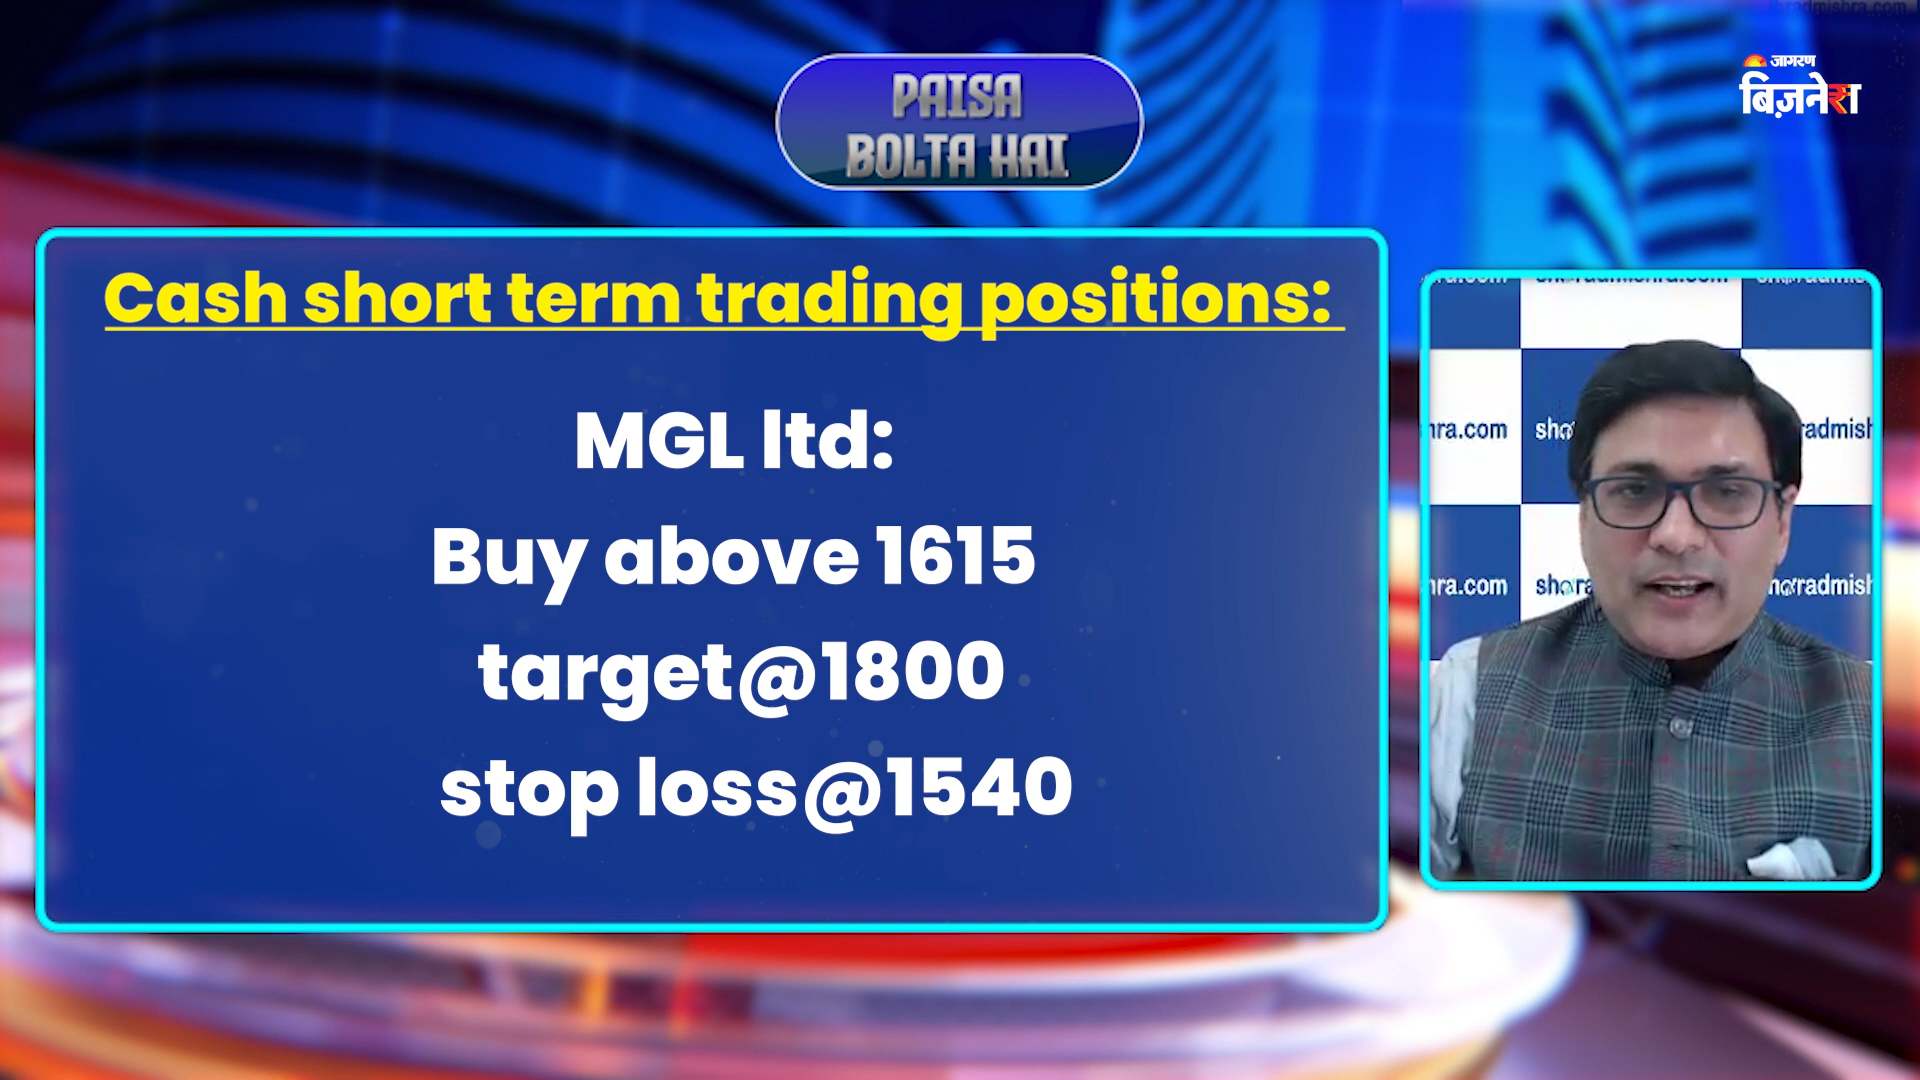 PAISA
BOLTA HAI
जागरण
बिज़नेस
Cash short term trading positions:
MGL ltd:
Buy above 1615
target@1800
stop loss@1540